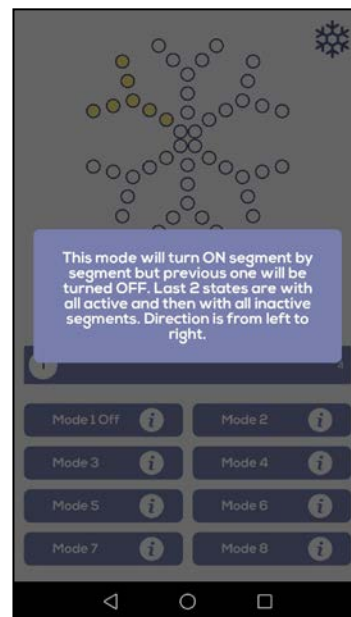 This mode will turn ON segment by
segment but previous one will be
turned OFF. Last 2 states are with
all active and then with all inactive
segments. Direction is from left to
right.
Mode 1 Off i Mode 2 i
Mode 3 i Mode 4 i
Mode 5 i Mode 6 i
Mode 7 i Mode 8 i